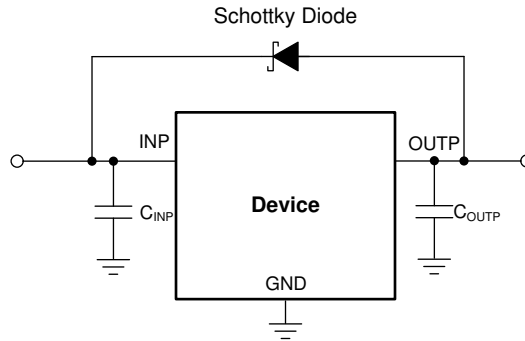 Schottky Diode
INP
OUTP
CINP
Device
COUTP
GND